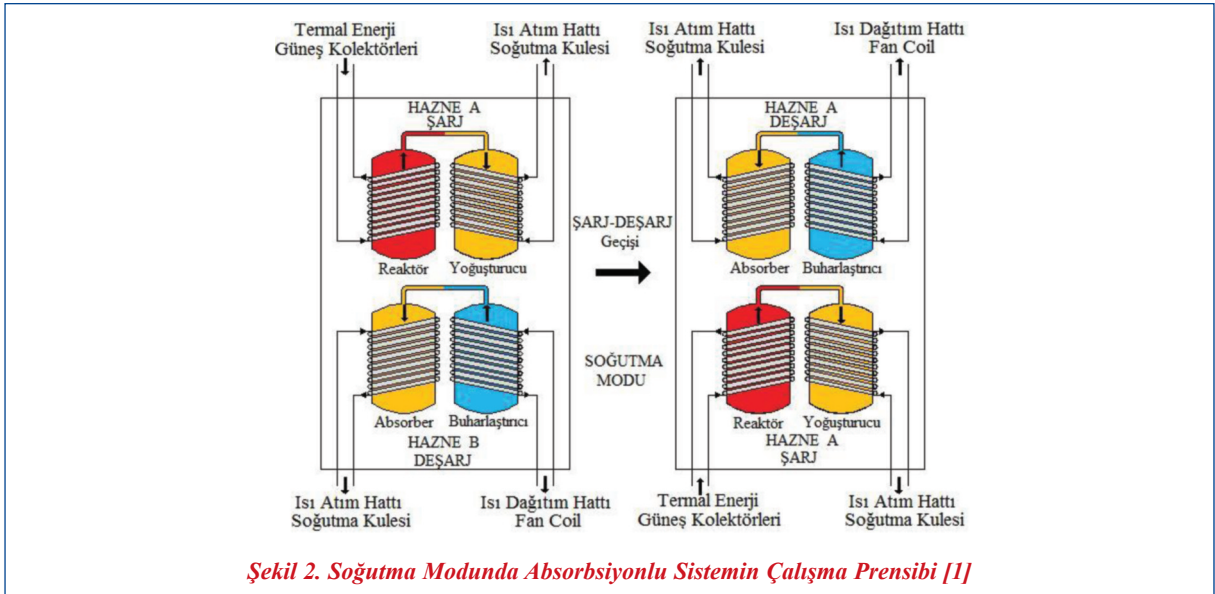 Termal Enerji
Güneş Kolektörleri
Isı Atım Hattı
Soğutma Kulesi
HAZNE A
ŞARJ
Reaktör
Yoğuşturucu
Absorber
Buharlaştırıcı
HAZNE B
DEŞARJ
Isı Atım Hattı
Soğutma Kulesi
Isı Dağıtım Hattı
Fan Coil
ŞARJ-DEŞARJ
Geçişi
SOĞUTMA
MODU
Isı Atım Hattı
Soğutma Kulesi
Isı Dağıtım Hattı
Fan Coil
HAZNE A
DEŞARJ
Absorber
Buharlaştırıcı
Reaktör
Yoğuşturucu
HAZNE A
ŞARJ
Termal Enerji
Güneş Kolektörleri
Isı Atım Hattı
Soğutma Kulesi
Şekil 2. Soğutma Modunda Absorbsiyonlu Sistemin Çalışma Prensibi [1]